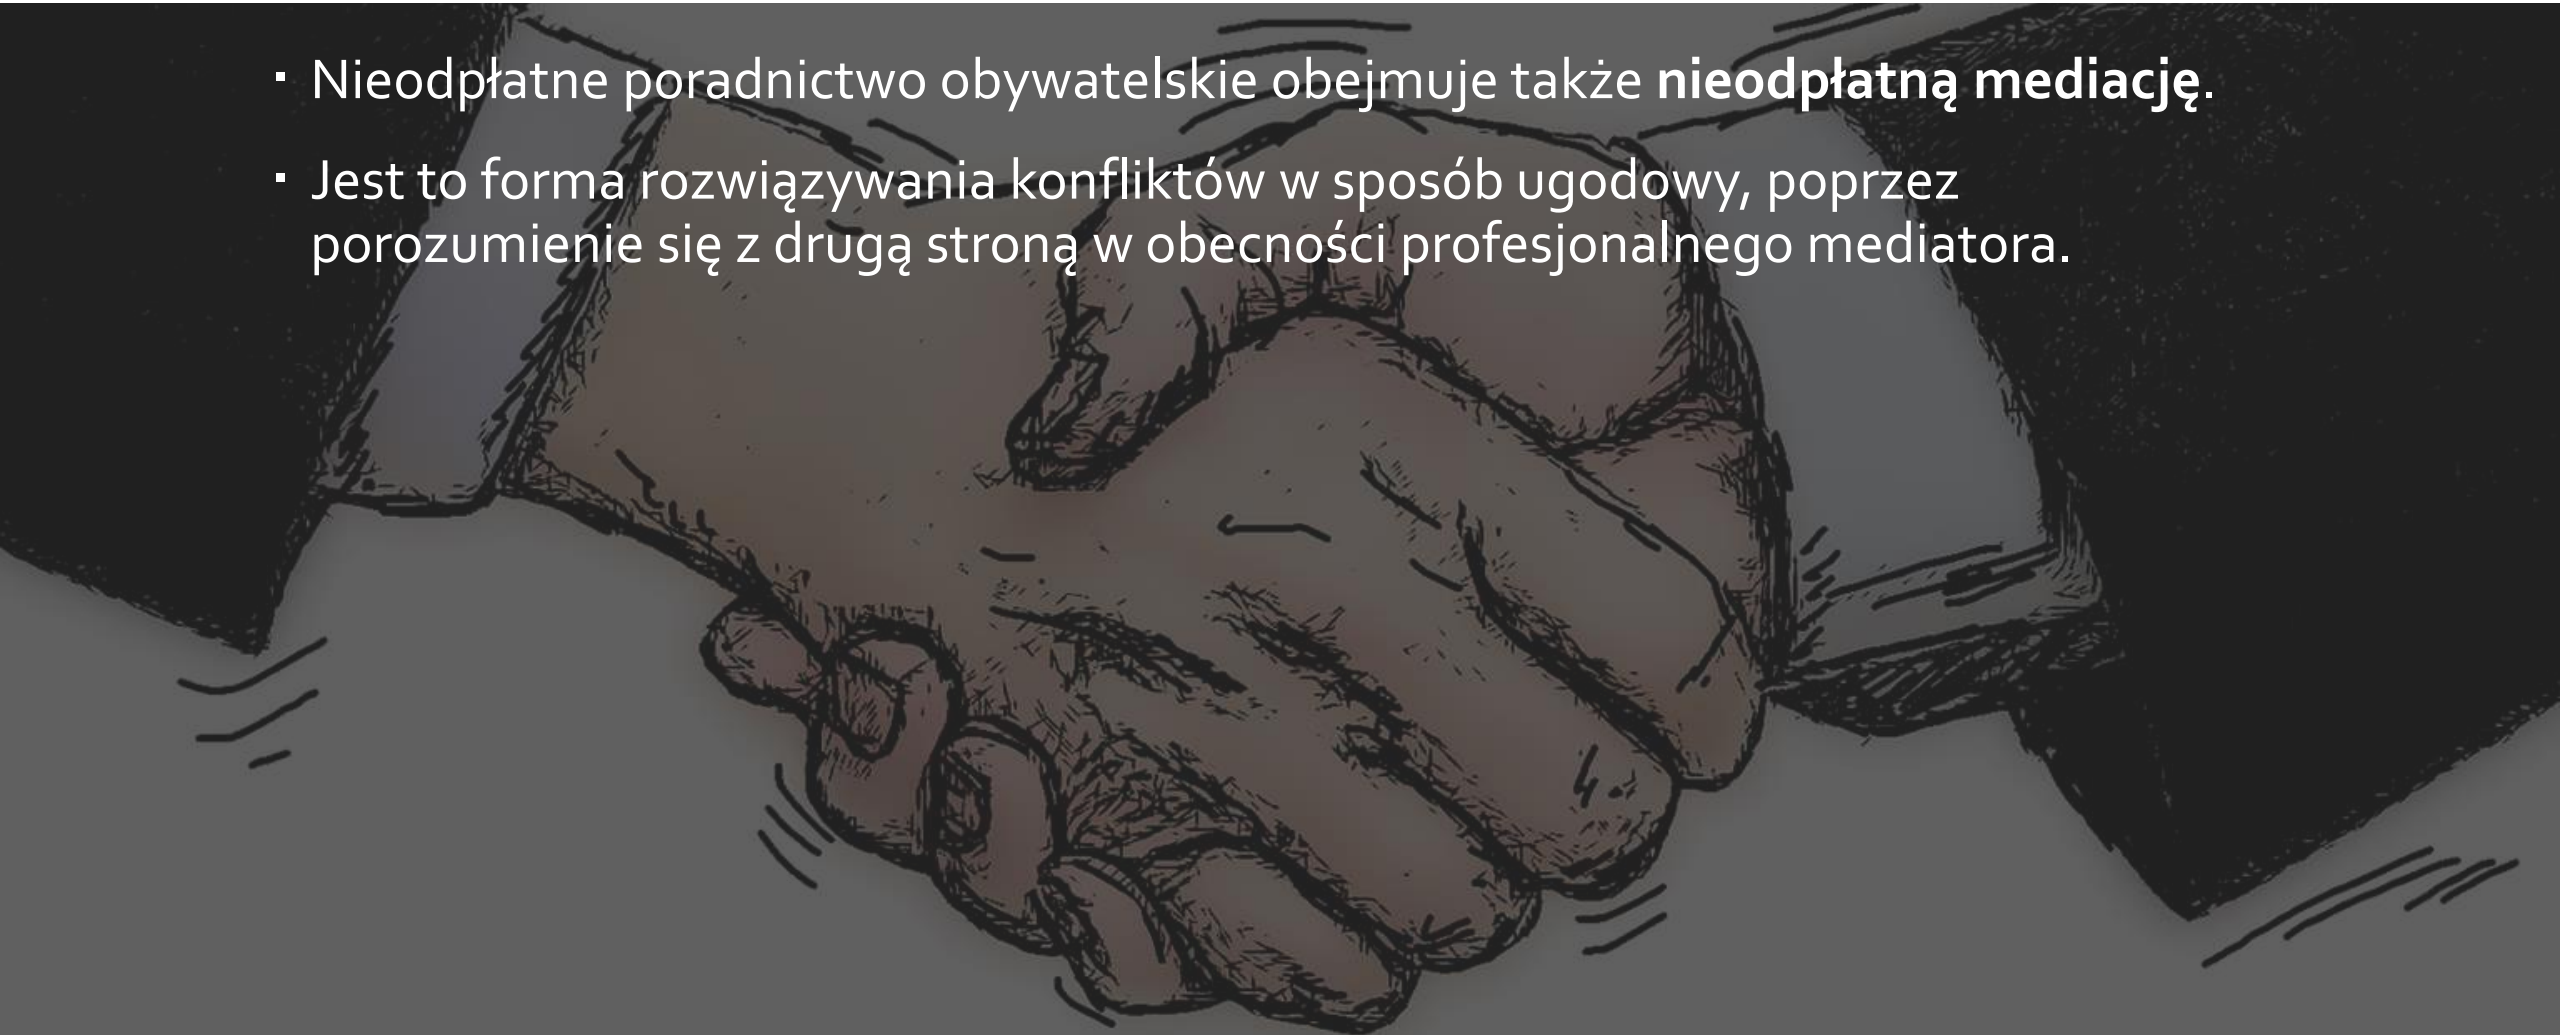 ▪ Nieodpłatne poradnictwo obywatelskie obejmuje także nieodpłatną mediację.
▪ Jest to forma rozwiązywania konfliktów w sposób ugodowy, poprzez
porozumienie się z drugą stroną w obecności profesjonalnego mediatora.